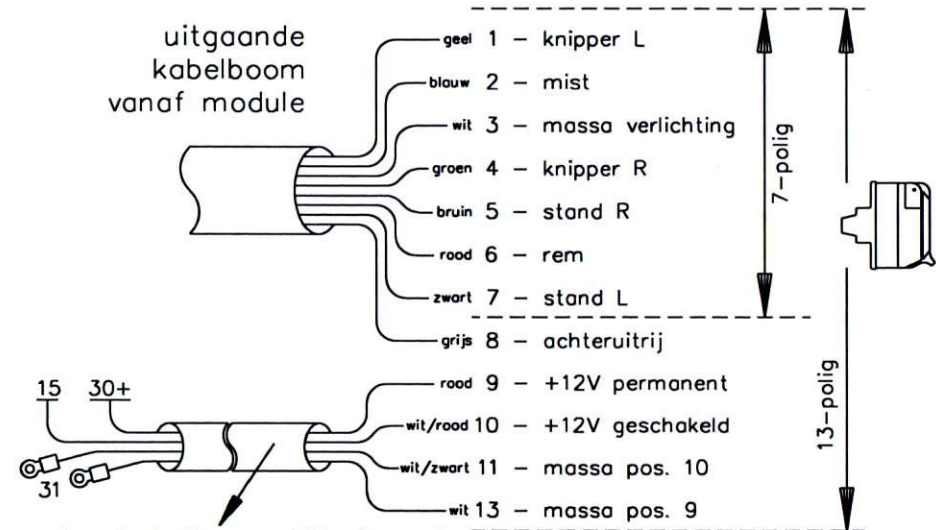 uitgaande
kabelboom
vanaf module
geel 1 – knipper L
blauw 2 – mist
wit 3 – massa verlichting
groen 4 – knipper R
bruin 5 – stand R
rood 6 – rem
zwart 7 – stand L
grijs 8 – achteruitrij
7-polig
15 30+
31
rood 9 – +12V permanent
wit/rood 10 – +12V geschakeld
wit/zwart 11 – massa pos. 10
wit 13 – massa pos. 9
13-polig